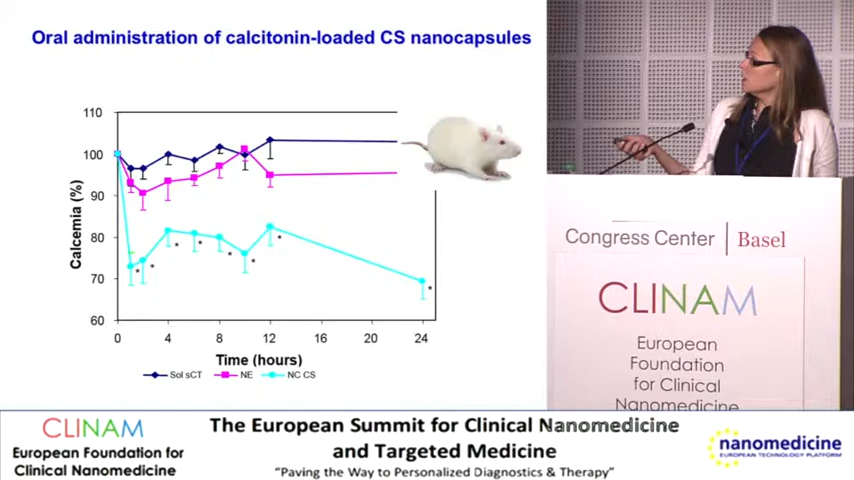 Oral administration of calcitonin-loaded CS nanocapsules
110
100
90
80
70
60
Calcemia (%)
0
4
8
12
16
20
24
Time (hours)
Sol sCT
NE
NC CS
*
*
*
*
*
*
*
*
Congress Center | Basel
CLINAM
European
Foundation
for Clinical
Nanomedicine
CLINAM
European Foundation for
Clinical Nanomedicine
The European Summit for Clinical Nanomedicine
and Targeted Medicine
"Paving the Way to Personalized Diagnostics & Therapy"
nanomedicine
EUROPEAN TECHNOLOGY PLATFORM